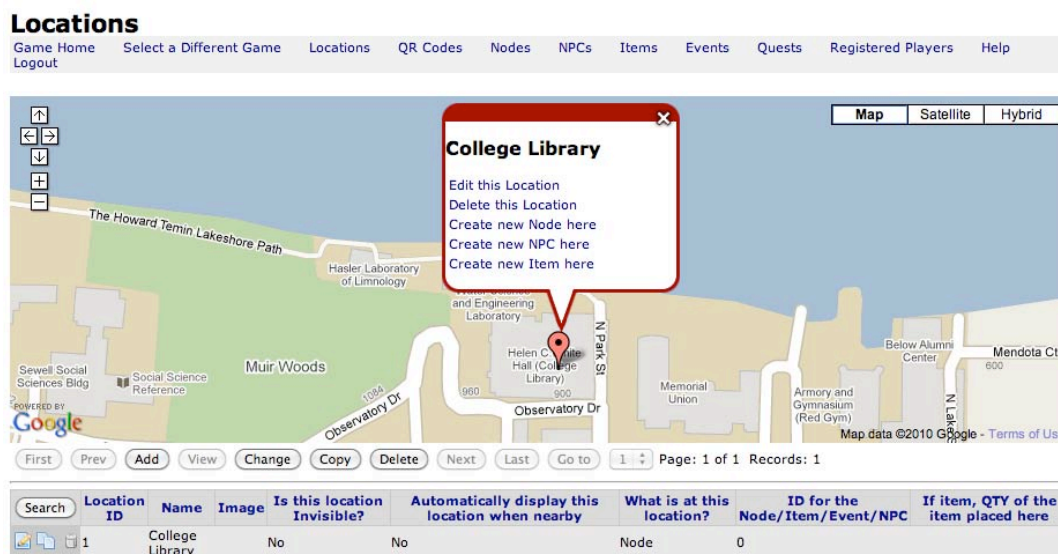 Locations
Game Home Select a Different Game Locations QR Codes Nodes NPCs Items Events Quests Registered Players Help
Logout
Map Satellite Hybrid
College Library
Edit this Location
Delete this Location
Create new Node here
Create new NPC here
Create new Item here
The Howard Temin Lakeshore Path
Hasler Laboratory
of Limnology
and Engineering
Laboratory
N Park St
Helen C. White
Hall (College
Library)
Below Alumni
Center
Mendota Ct
600
Sewell Social
Sciences Bldg
Social Science
Reference
Muir Woods
1084
960
900
Observatory Dr
Observatory Dr
Memorial
Union
Armory and
Gymnasium
(Red Gym)
N Lake
POWERED BY
Google
Map data ©2010 Google - Terms of Us
First Prev Add View Change Copy Delete Next Last Go to 1 Page: 1 of 1 Records: 1
Search Location ID Name Image Is this location Invisible? Automatically display this location when nearby What is at this location? ID for the Node/Item/Event/NPC If item, QTY of the item placed here
1 College Library No No Node 0